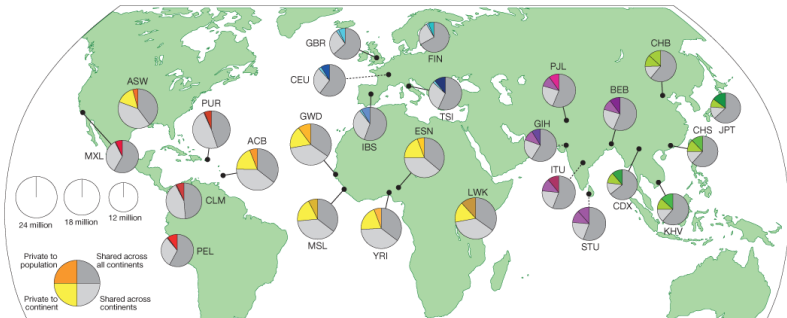 GBR
FIN
CHB
CEU
PJL
ASW
BEB
PUR
TSI
JPT
GWD
ESN
IBS
GIH
CHS
MXL
ACB
ITU
LWK
CDX
CLM
KHV
24 million
18 million
12 million
MSL
YRI
STU
PEL
Private to
population
Shared across
all continents
Private to
continent
Shared across
continents